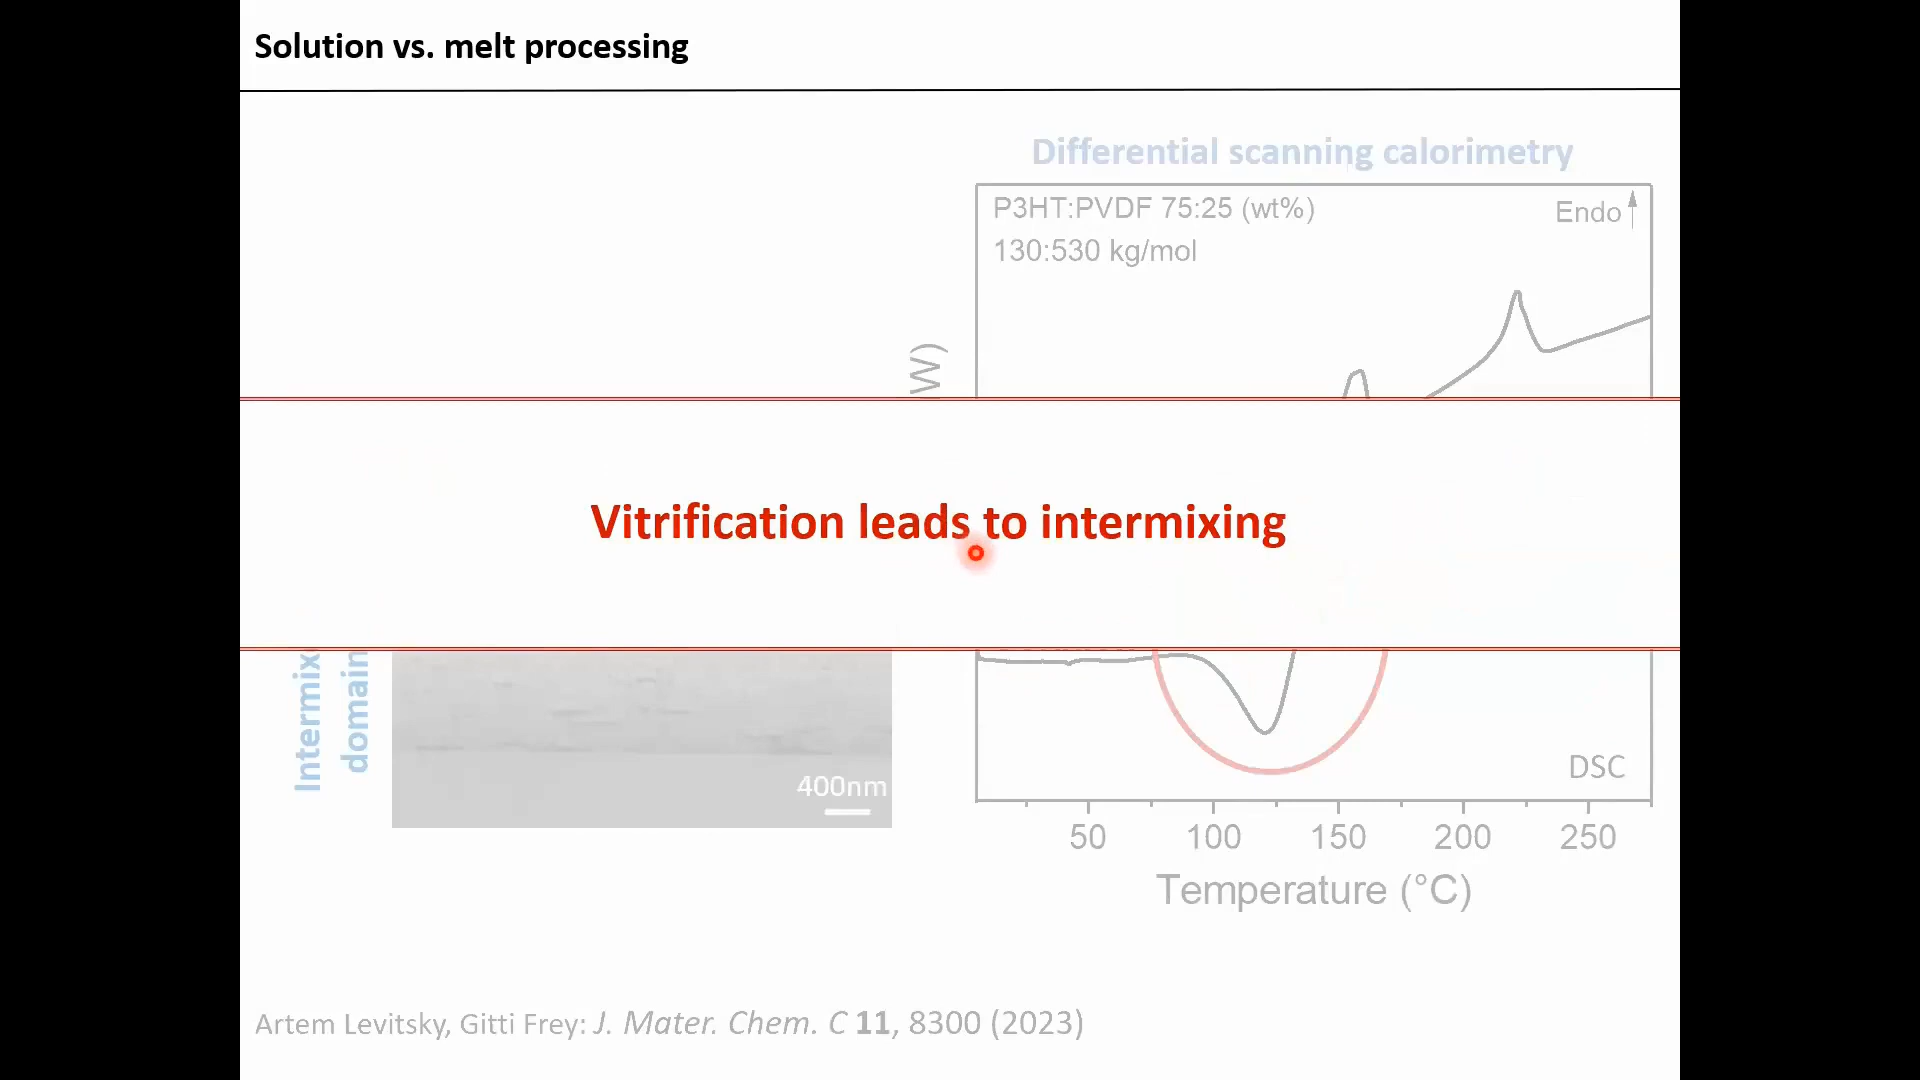 Solution vs. melt processing
Differential scanning calorimetry
P3HT:PVDF 75:25 (wt%)
Endo
130:530 kg/mol
W)
Vitrification leads to intermixing
Intermix
domain
400nm
DSC
50 100 150 200 250
Temperature (°C)
Artem Levitsky, Gitti Frey: J. Mater. Chem. C 11, 8300 (2023)